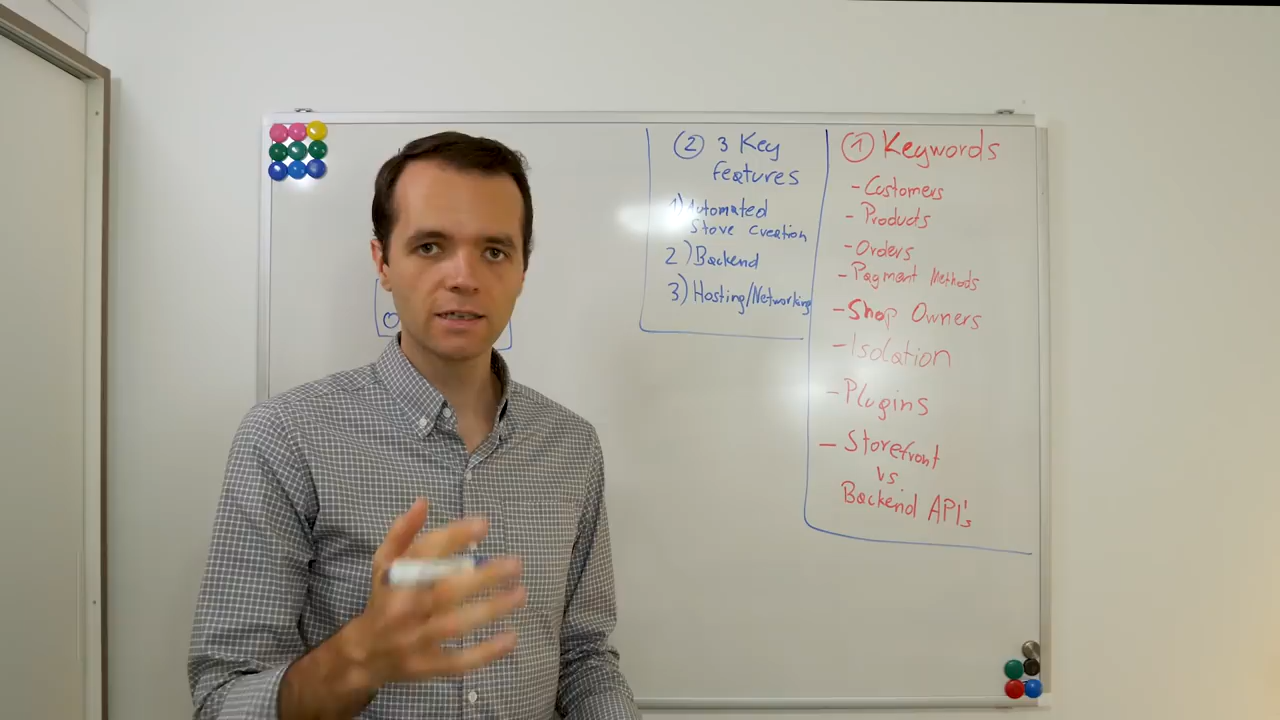 ② 3 Key
Features
1) Automated
Store Creation
2) Backend
3) Hosting/Networking
① Keywords
- Customers
- Products
- Orders
- Payment Methods
- Shop Owners
- Isolation
- Plugins
- Storefront
vs
Backend API's